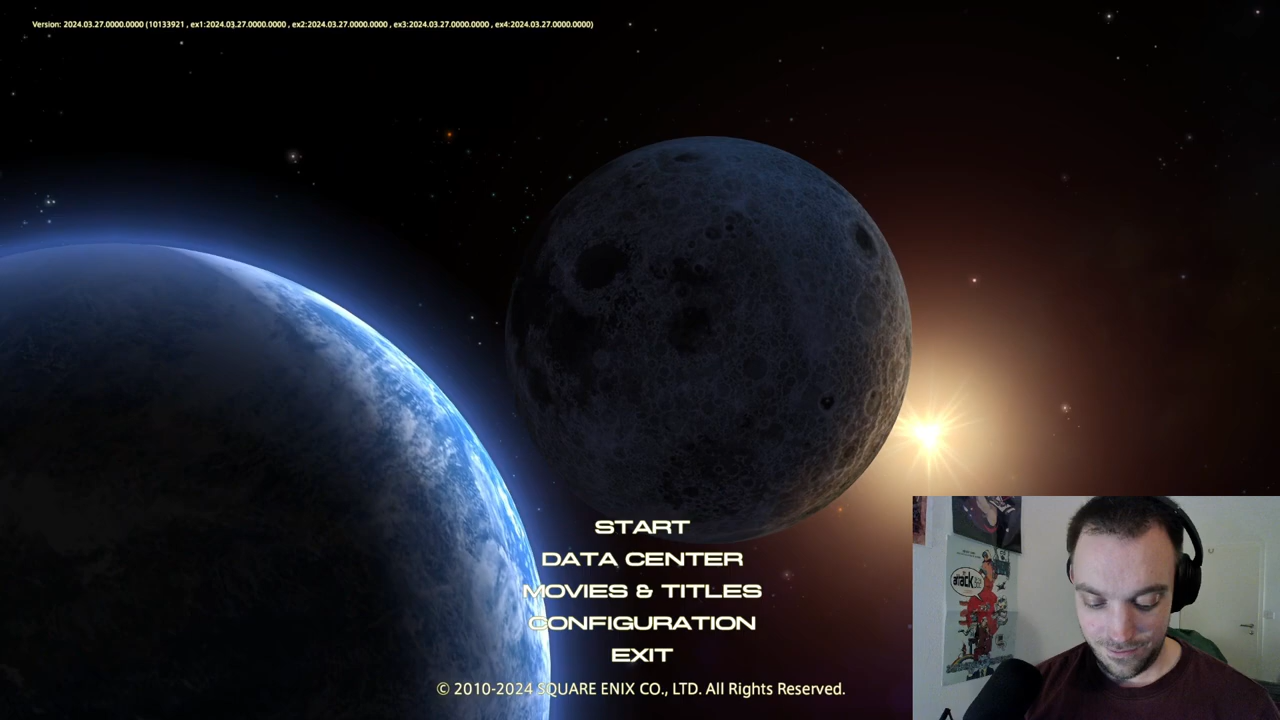 Version: 2024.03.27.0000.0000 (10133921 , ex1:2024.03.27.0000.0000 , ex2:2024.03.27.0000.0000 , ex3:2024.03.27.0000.0000 , ex4:2024.03.27.0000.0000)
START
DATA CENTER
MOVIES & TITLES
CONFIGURATION
EXIT
© 2010-2024 SQUARE ENIX CO., LTD. All Rights Reserved.
attack